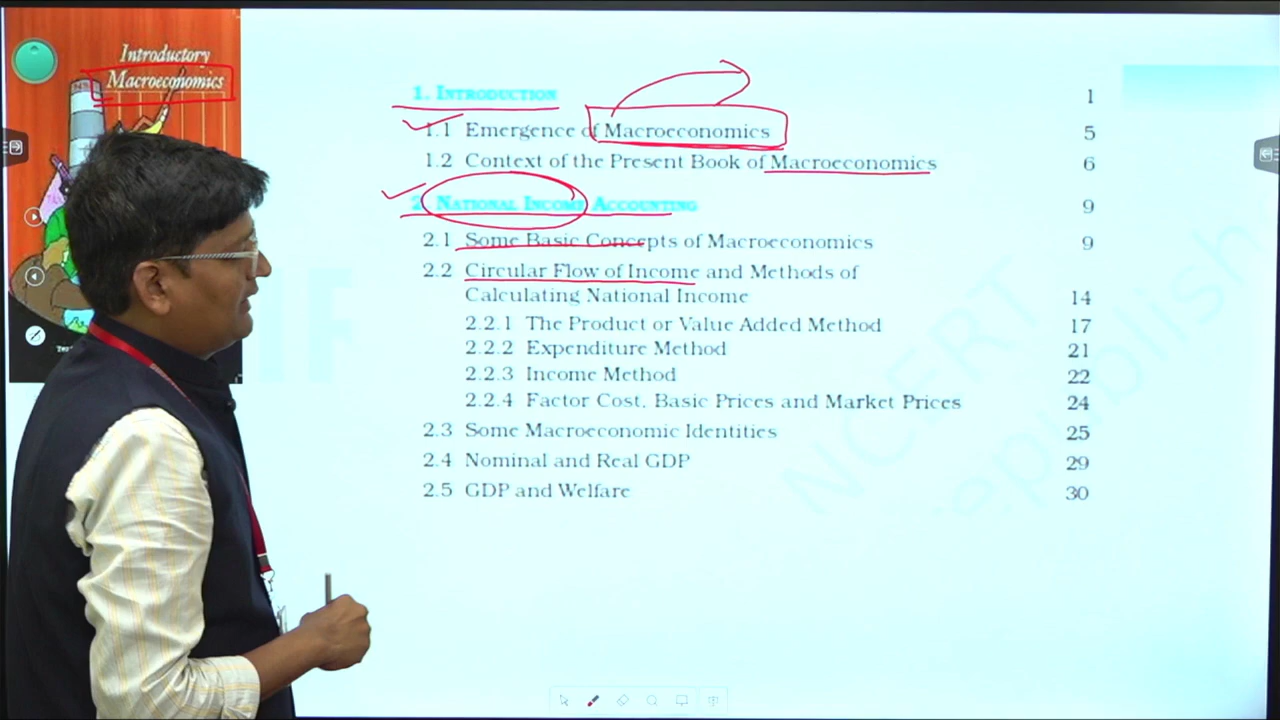 Introductory
Macroeconomics
1. INTRODUCTION 1
1.1 Emergence of Macroeconomics 5
1.2 Context of the Present Book of Macroeconomics 6
2. NATIONAL INCOME ACCOUNTING 9
2.1 Some Basic Concepts of Macroeconomics 9
2.2 Circular Flow of Income and Methods of
Calculating National Income 14
2.2.1 The Product or Value Added Method 17
2.2.2 Expenditure Method 21
2.2.3 Income Method 22
2.2.4 Factor Cost, Basic Prices and Market Prices 24
2.3 Some Macroeconomic Identities 25
2.4 Nominal and Real GDP 29
2.5 GDP and Welfare 30
NCERT